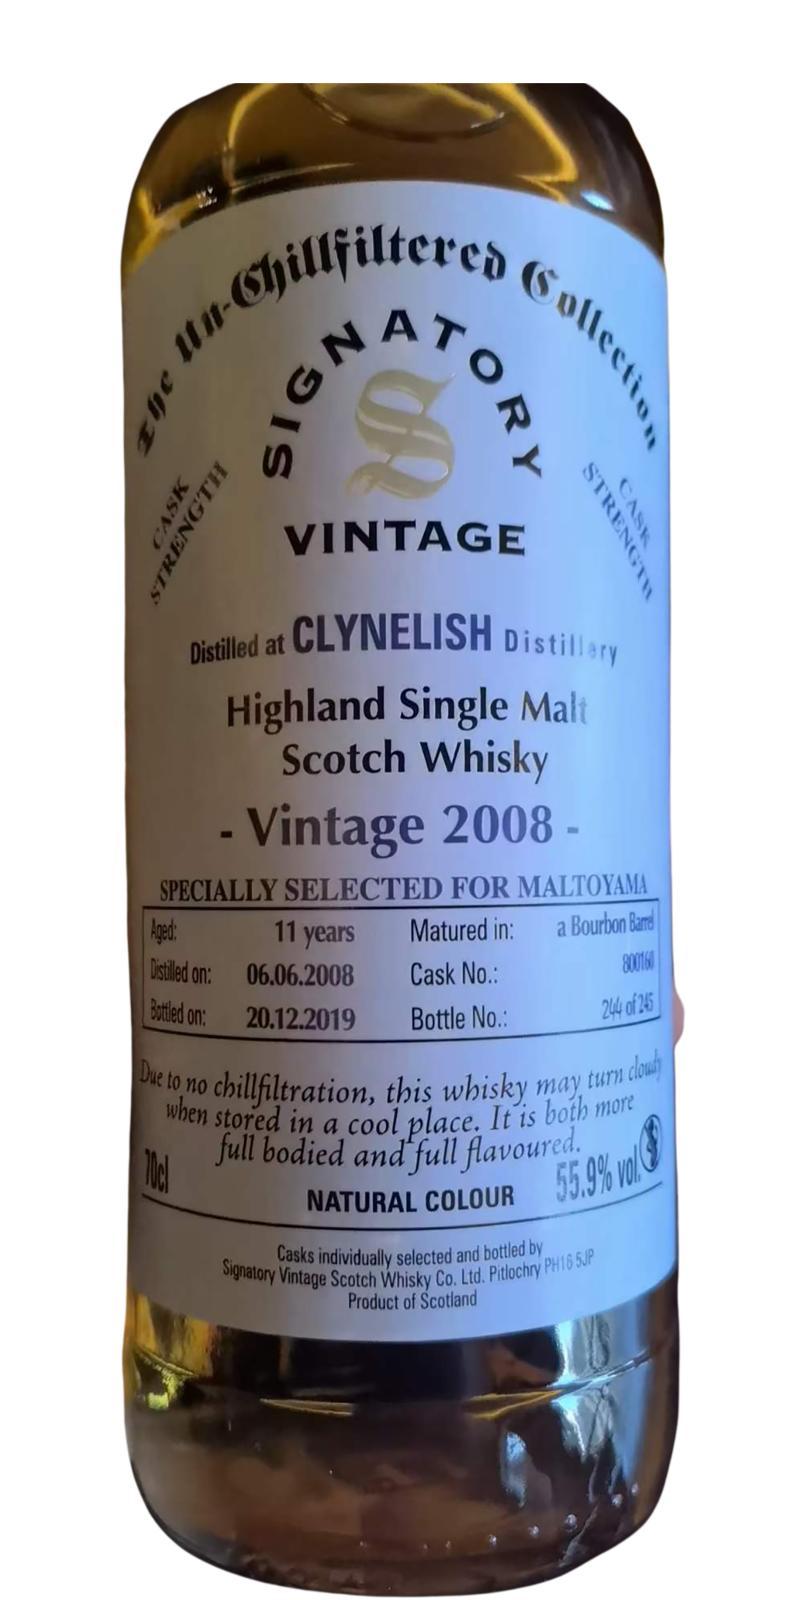 The Un-Chillfiltered Collection
SIGNATORY
S
VINTAGE
CASK
STRENGTH
CASK
STRENGTH
Distilled at CLYNELISH Distillery
Highland Single Malt
Scotch Whisky
- Vintage 2008 -
SPECIALLY SELECTED FOR MALTOYAMA
Aged: 11 years Matured in: a Bourbon Barrel
Distilled on: 06.06.2008 Cask No.: 800160
Bottled on: 20.12.2019 Bottle No.: 244 of 245
Due to no chillfiltration, this whisky may turn cloudy
when stored in a cool place. It is both more
full bodied and full flavoured.
70cl NATURAL COLOUR 55.9% vol.
Casks individually selected and bottled by
Signatory Vintage Scotch Whisky Co. Ltd. Pitlochry PH16 5JP
Product of Scotland